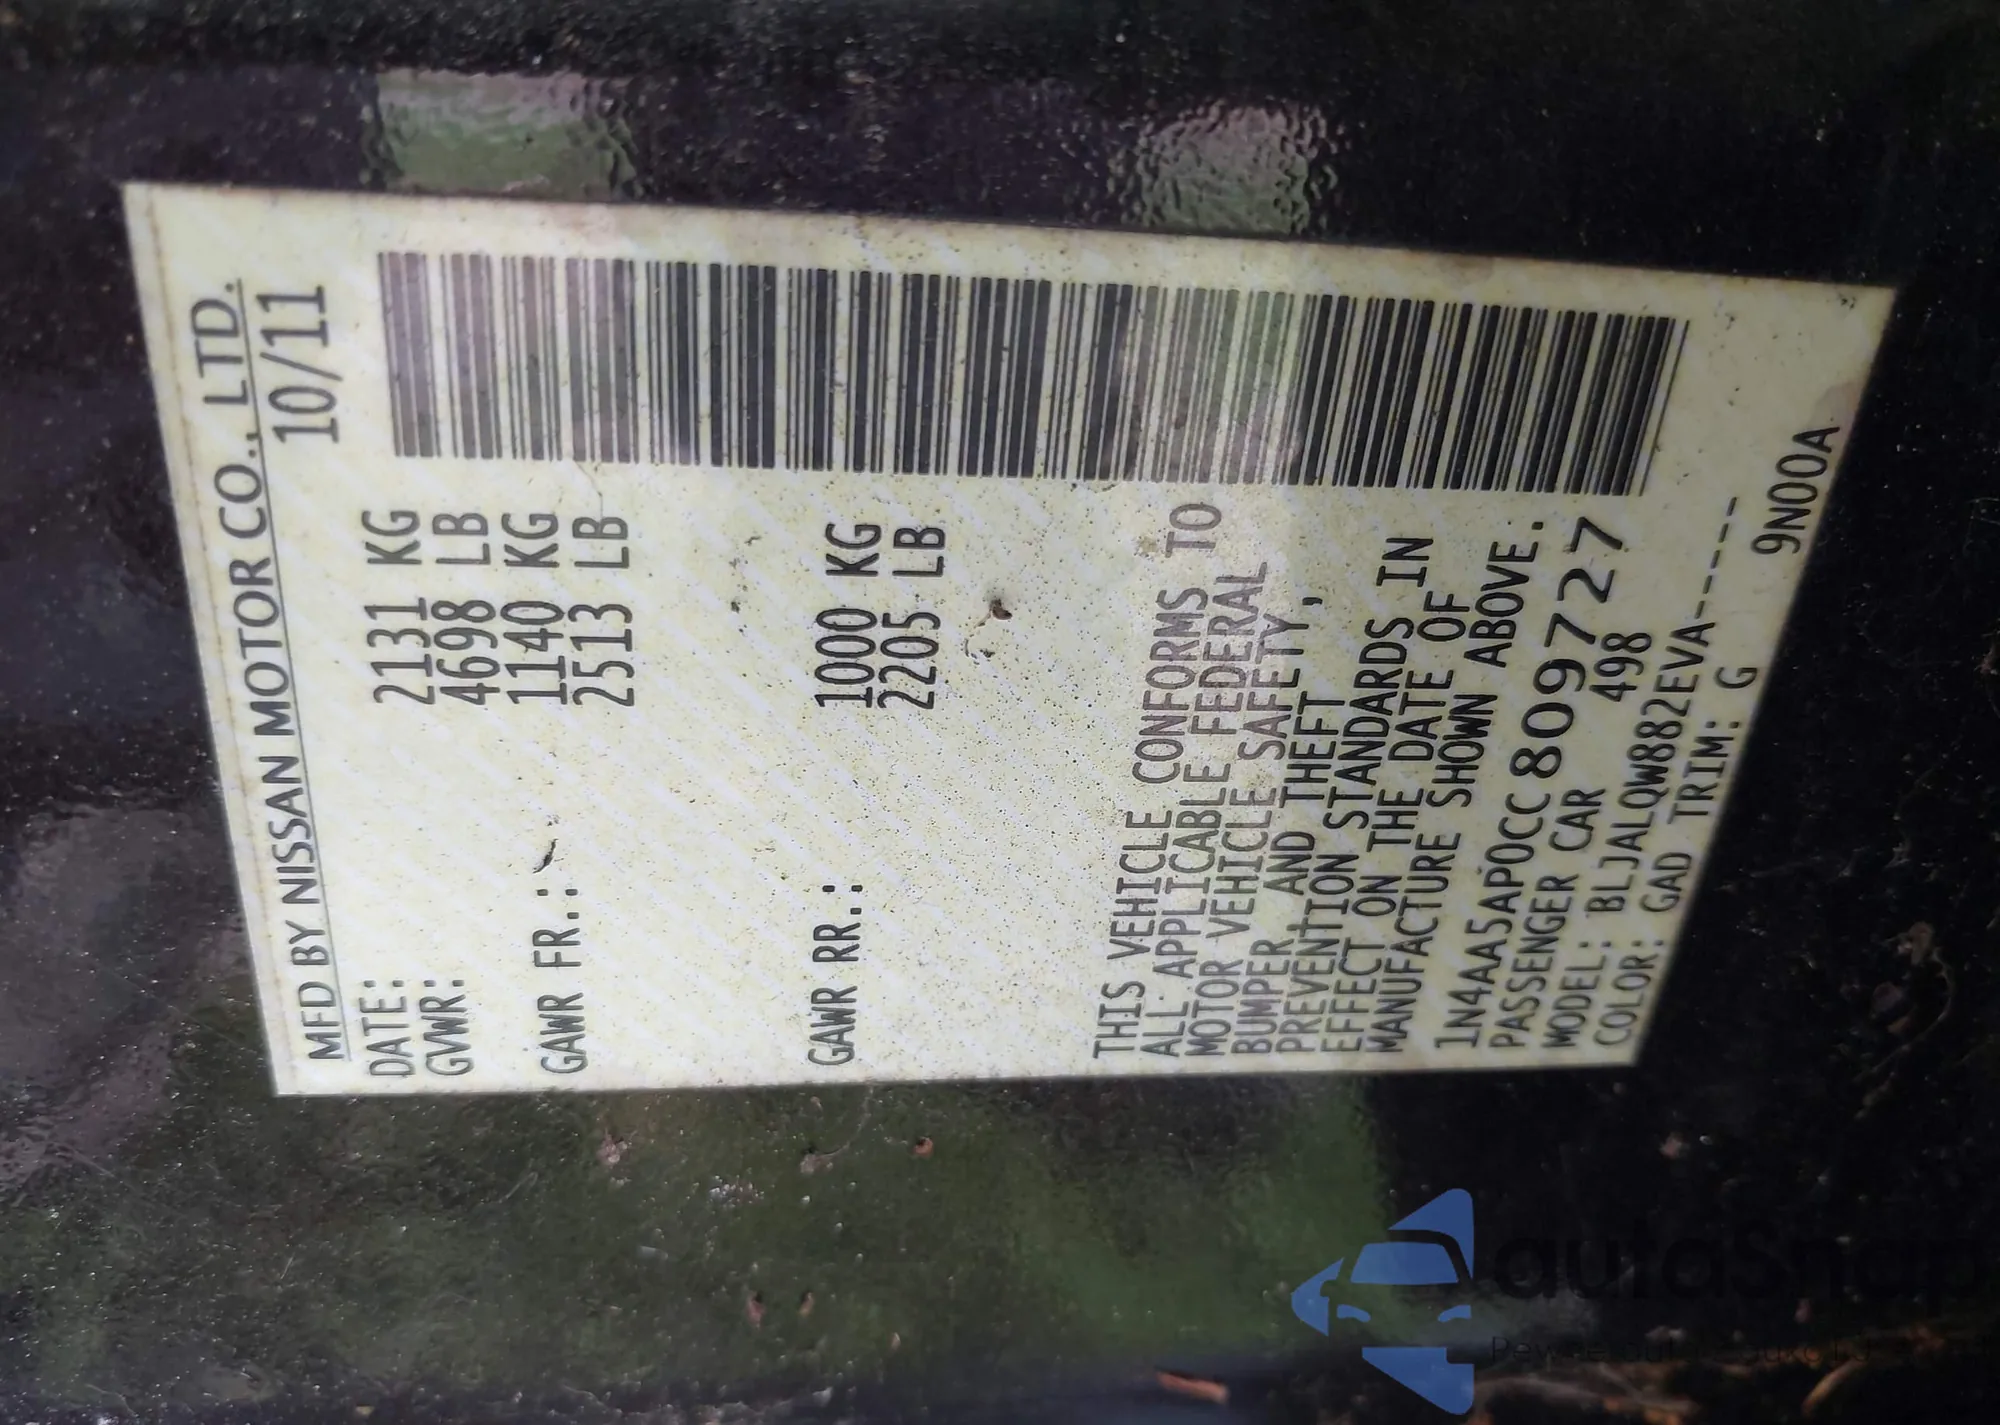 MFD BY NISSAN MOTOR CO., LTD.
10/11
DATE:
GVWR: 2131 KG
4698 LB
GAWR FR.: 1140 KG
2513 LB
GAWR RR.: 1000 KG
2205 LB
THIS VEHICLE CONFORMS TO
ALL APPLICABLE FEDERAL
MOTOR VEHICLE SAFETY,
BUMPER AND THEFT
PREVENTION STANDARDS IN
EFFECT ON THE DATE OF
MANUFACTURE SHOWN ABOVE.
1N4AA5AP0CC809727
PASSENGER CAR 498
MODEL: BLJALQW882EVA-----
COLOR: GAD TRIM: G
9N00A
autoSnap